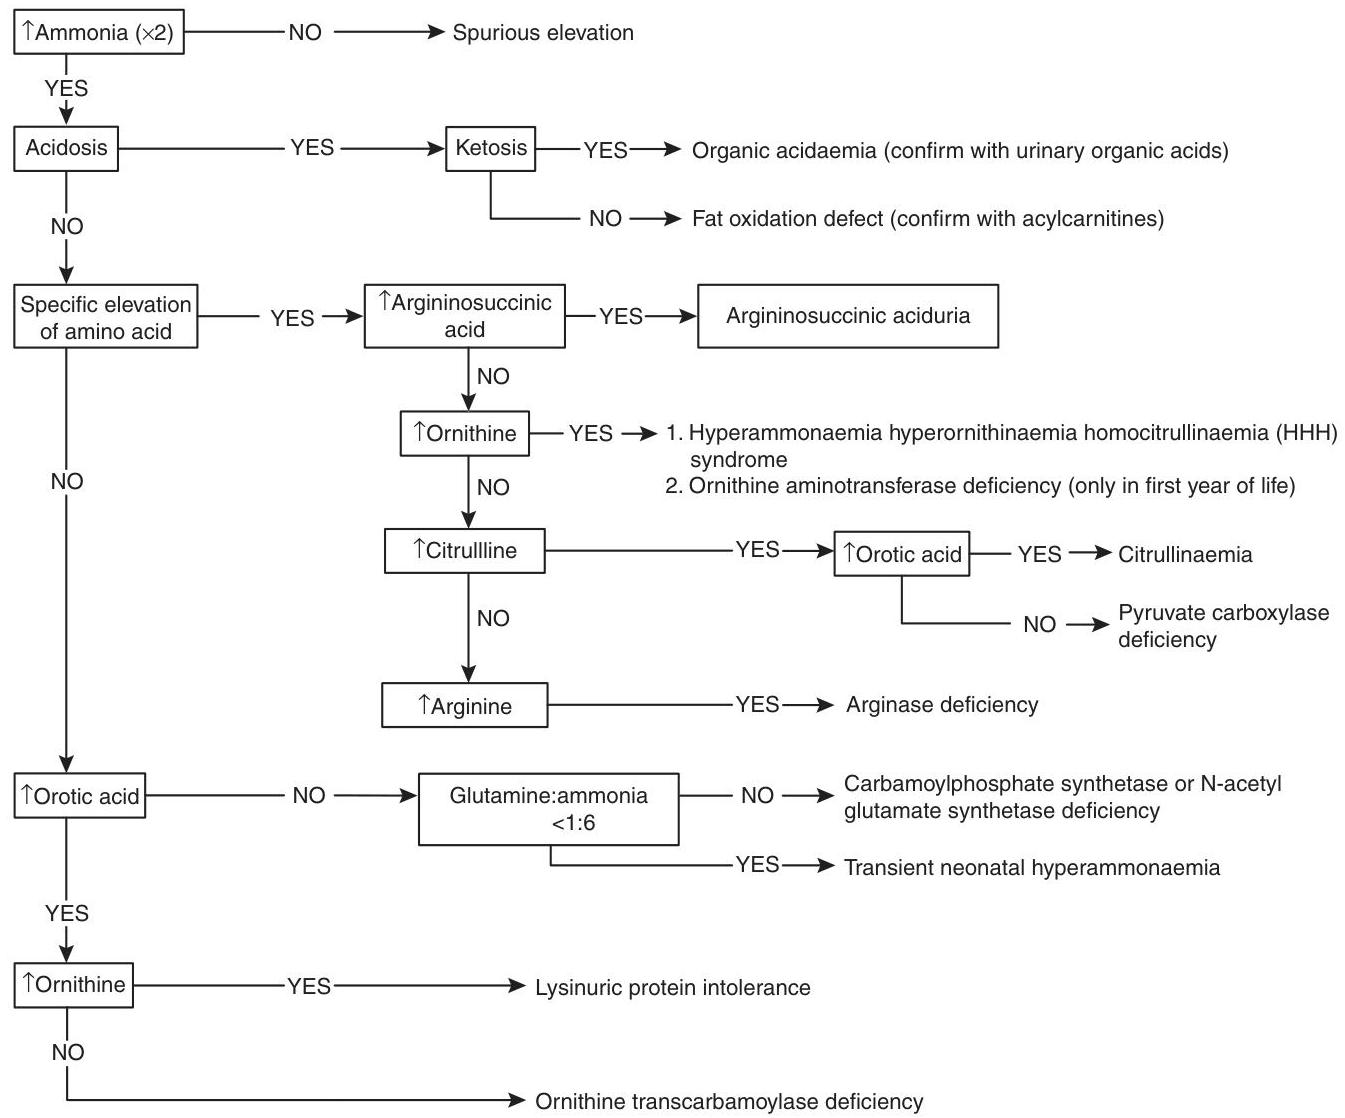 ↑Ammonia (×2)
NO
Spurious elevation
YES
Acidosis
YES
Ketosis
YES
Organic acidaemia (confirm with urinary organic acids)
NO
NO
Fat oxidation defect (confirm with acylcarnitines)
Specific elevation
of amino acid
YES
↑Argininosuccinic
acid
YES
Argininosuccinic aciduria
NO
↑Ornithine
YES
1. Hyperammonaemia hyperornithinaemia homocitrullinaemia (HHH)
syndrome
2. Ornithine aminotransferase deficiency (only in first year of life)
NO
NO
↑Citrullline
YES
↑Orotic acid
YES
Citrullinaemia
NO
Pyruvate carboxylase
deficiency
NO
↑Arginine
YES
Arginase deficiency
↑Orotic acid
NO
Glutamine:ammonia
<1:6
NO
Carbamoylphosphate synthetase or N-acetyl
glutamate synthetase deficiency
YES
Transient neonatal hyperammonaemia
YES
↑Ornithine
YES
Lysinuric protein intolerance
NO
Ornithine transcarbamoylase deficiency